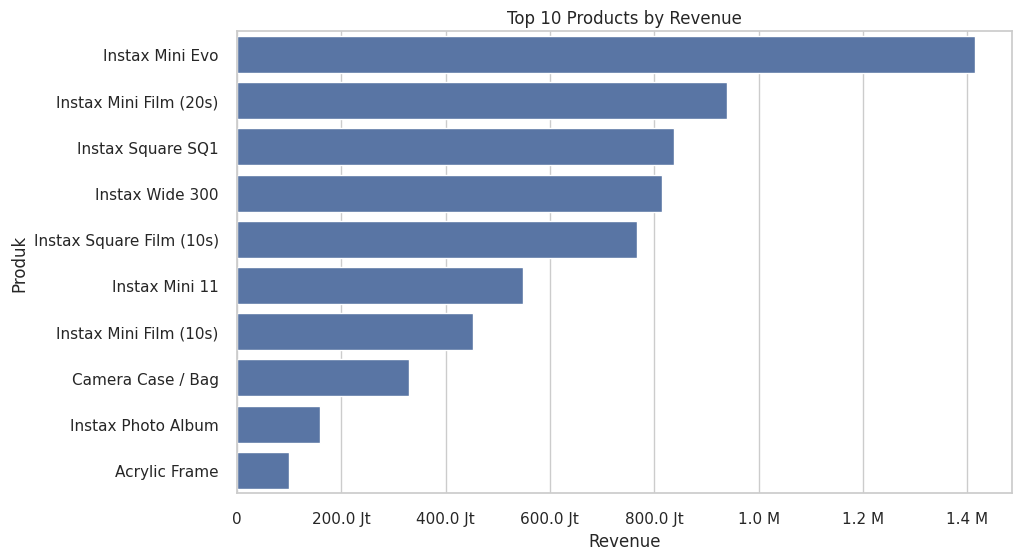 Top 10 Products by Revenue
Produk
Instax Mini Evo
Instax Mini Film (20s)
Instax Square SQ1
Instax Wide 300
Instax Square Film (10s)
Instax Mini 11
Instax Mini Film (10s)
Camera Case / Bag
Instax Photo Album
Acrylic Frame
0 200.0 Jt 400.0 Jt 600.0 Jt 800.0 Jt 1.0 M 1.2 M 1.4 M
Revenue